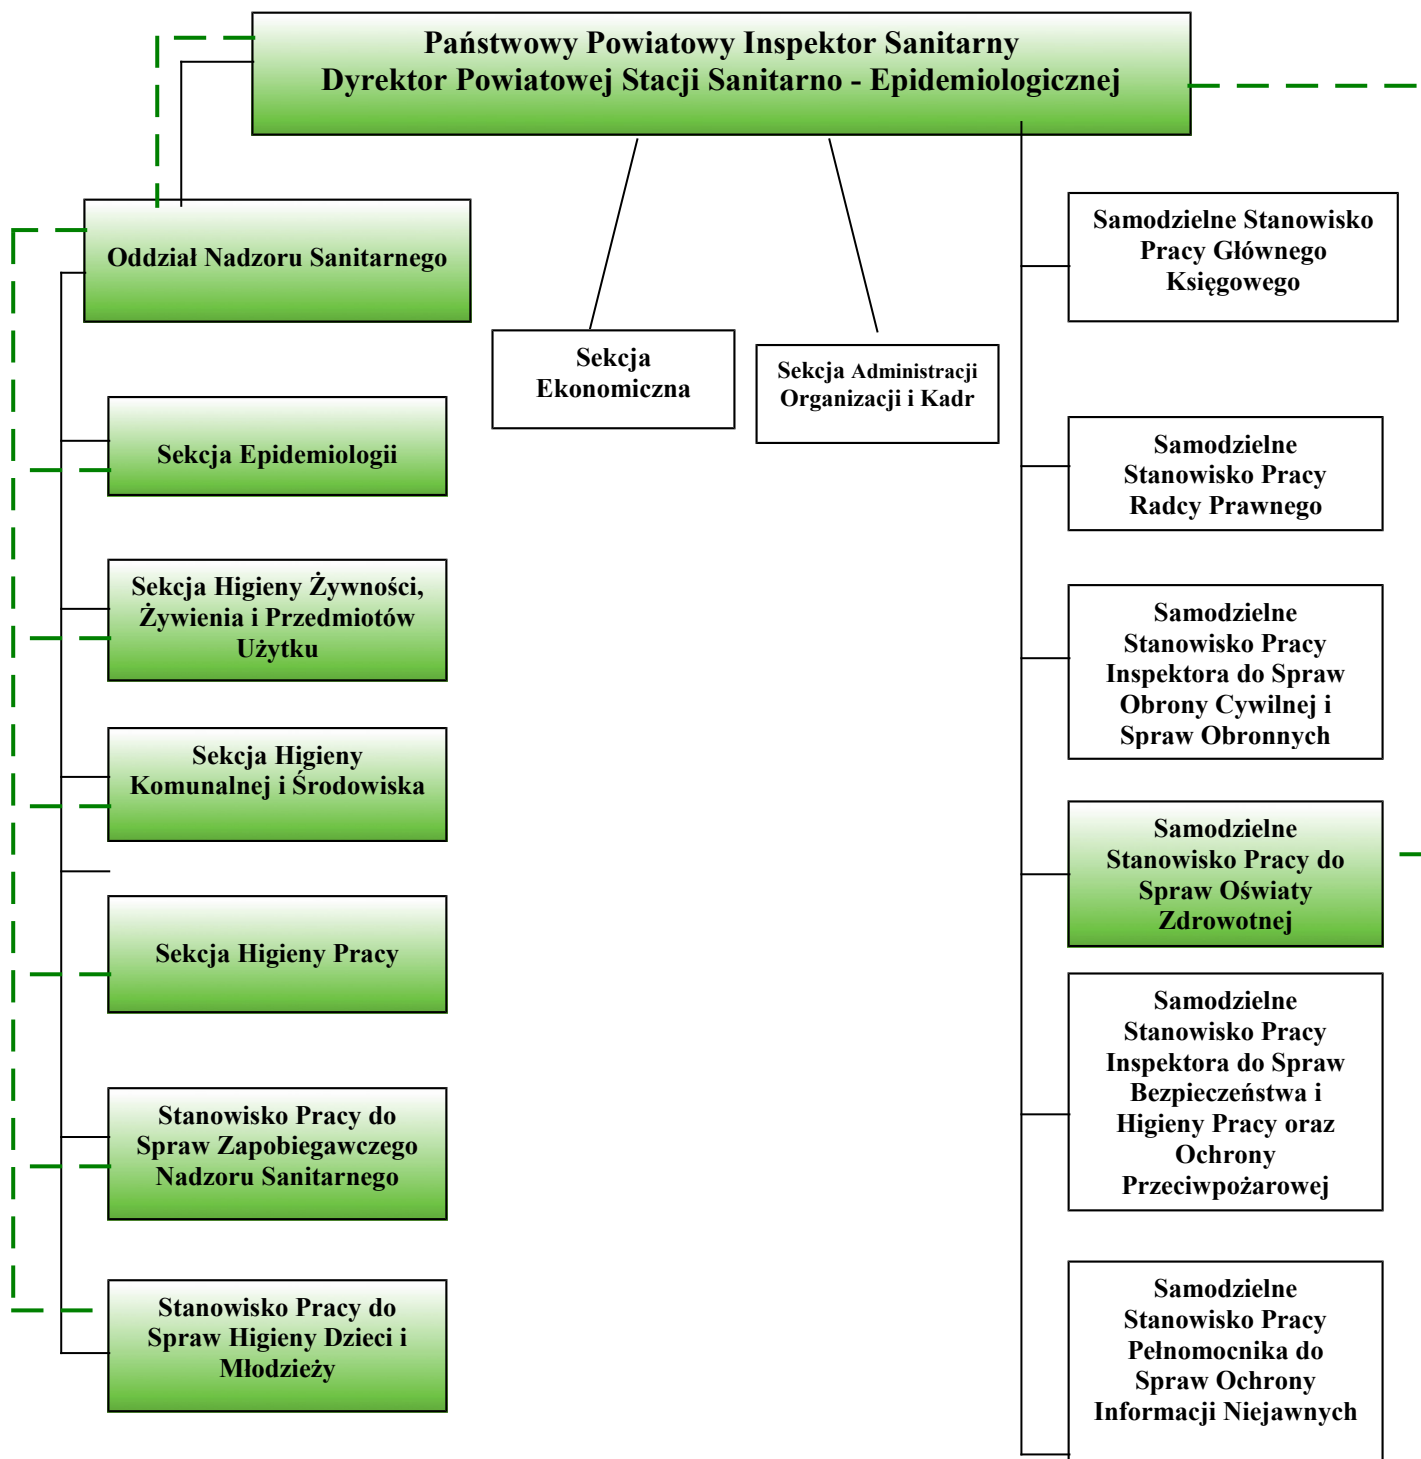 Państwowy Powiatowy Inspektor Sanitarny
Dyrektor Powiatowej Stacji Sanitarno - Epidemiologicznej
Oddział Nadzoru Sanitarnego
Sekcja
Ekonomiczna
Sekcja Administracji
Organizacji i Kadr
Sekcja Epidemiologii
Sekcja Higieny Żywności,
Żywienia i Przedmiotów
Użytku
Sekcja Higieny
Komunalnej i Środowiska
Sekcja Higieny Pracy
Stanowisko Pracy do
Spraw Zapobiegawczego
Nadzoru Sanitarnego
Stanowisko Pracy do
Spraw Higieny Dzieci i
Młodzieży
Samodzielne Stanowisko
Pracy Głównego
Księgowego
Samodzielne
Stanowisko Pracy
Radcy Prawnego
Samodzielne
Stanowisko Pracy
Inspektora do Spraw
Obrony Cywilnej i
Spraw Obronnych
Samodzielne
Stanowisko Pracy do
Spraw Oświaty
Zdrowotnej
Samodzielne
Stanowisko Pracy
Inspektora do Spraw
Bezpieczeństwa i
Higieny Pracy oraz
Ochrony
Przeciwpożarowej
Samodzielne
Stanowisko Pracy
Pełnomocnika do
Spraw Ochrony
Informacji Niejawnych